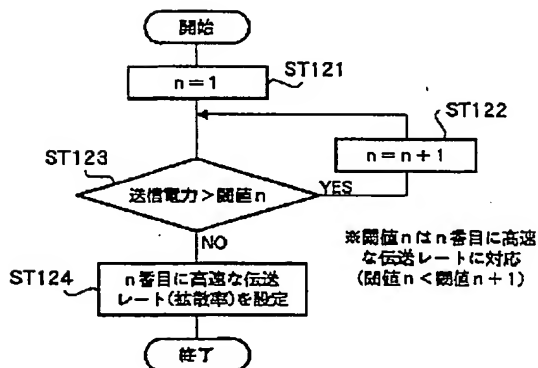 開始
ST121
n＝1
ST122
n＝n＋1
ST123
送信電力＞閾値n
YES
NO
※閾値nはn番目に高速
な伝送レートに対応
(閾値n＜閾値n＋1)
ST124
n番目に高速な伝送
レート(拡散率)を設定
終了